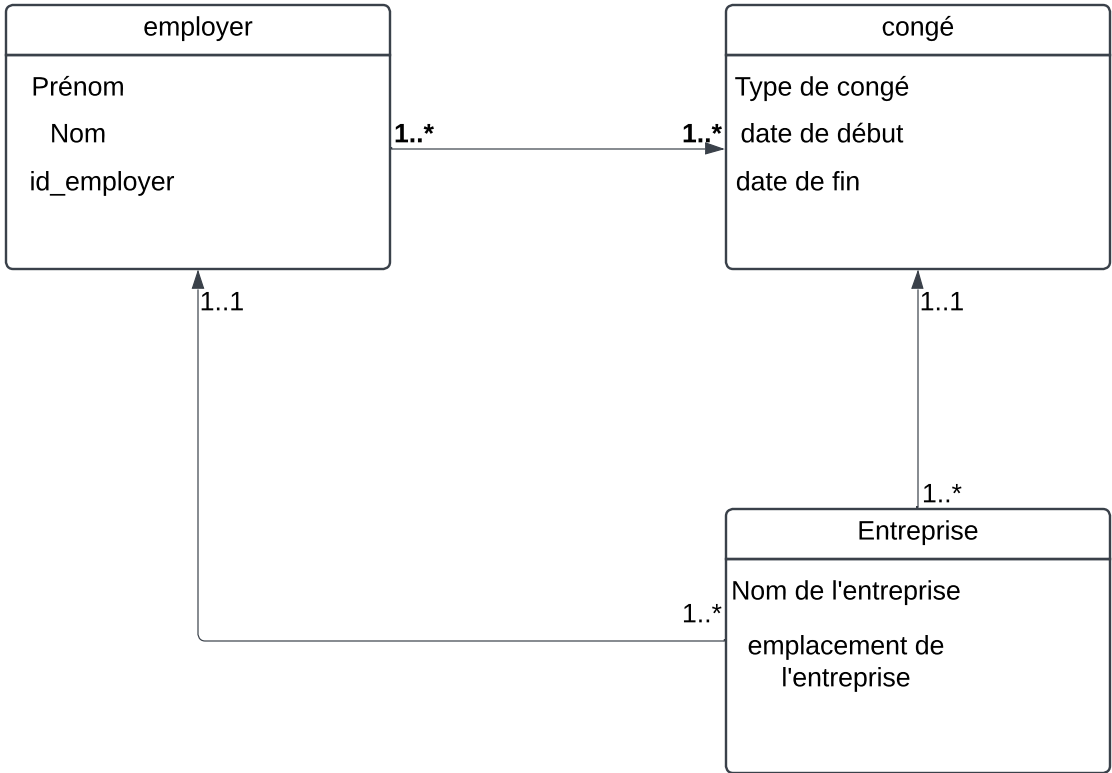 employer
Prénom
Nom
id_employer
1..*
1..*
congé
Type de congé
date de début
date de fin
1..1
1..1
1..*
1..*
Entreprise
Nom de l'entreprise
emplacement de
l'entreprise